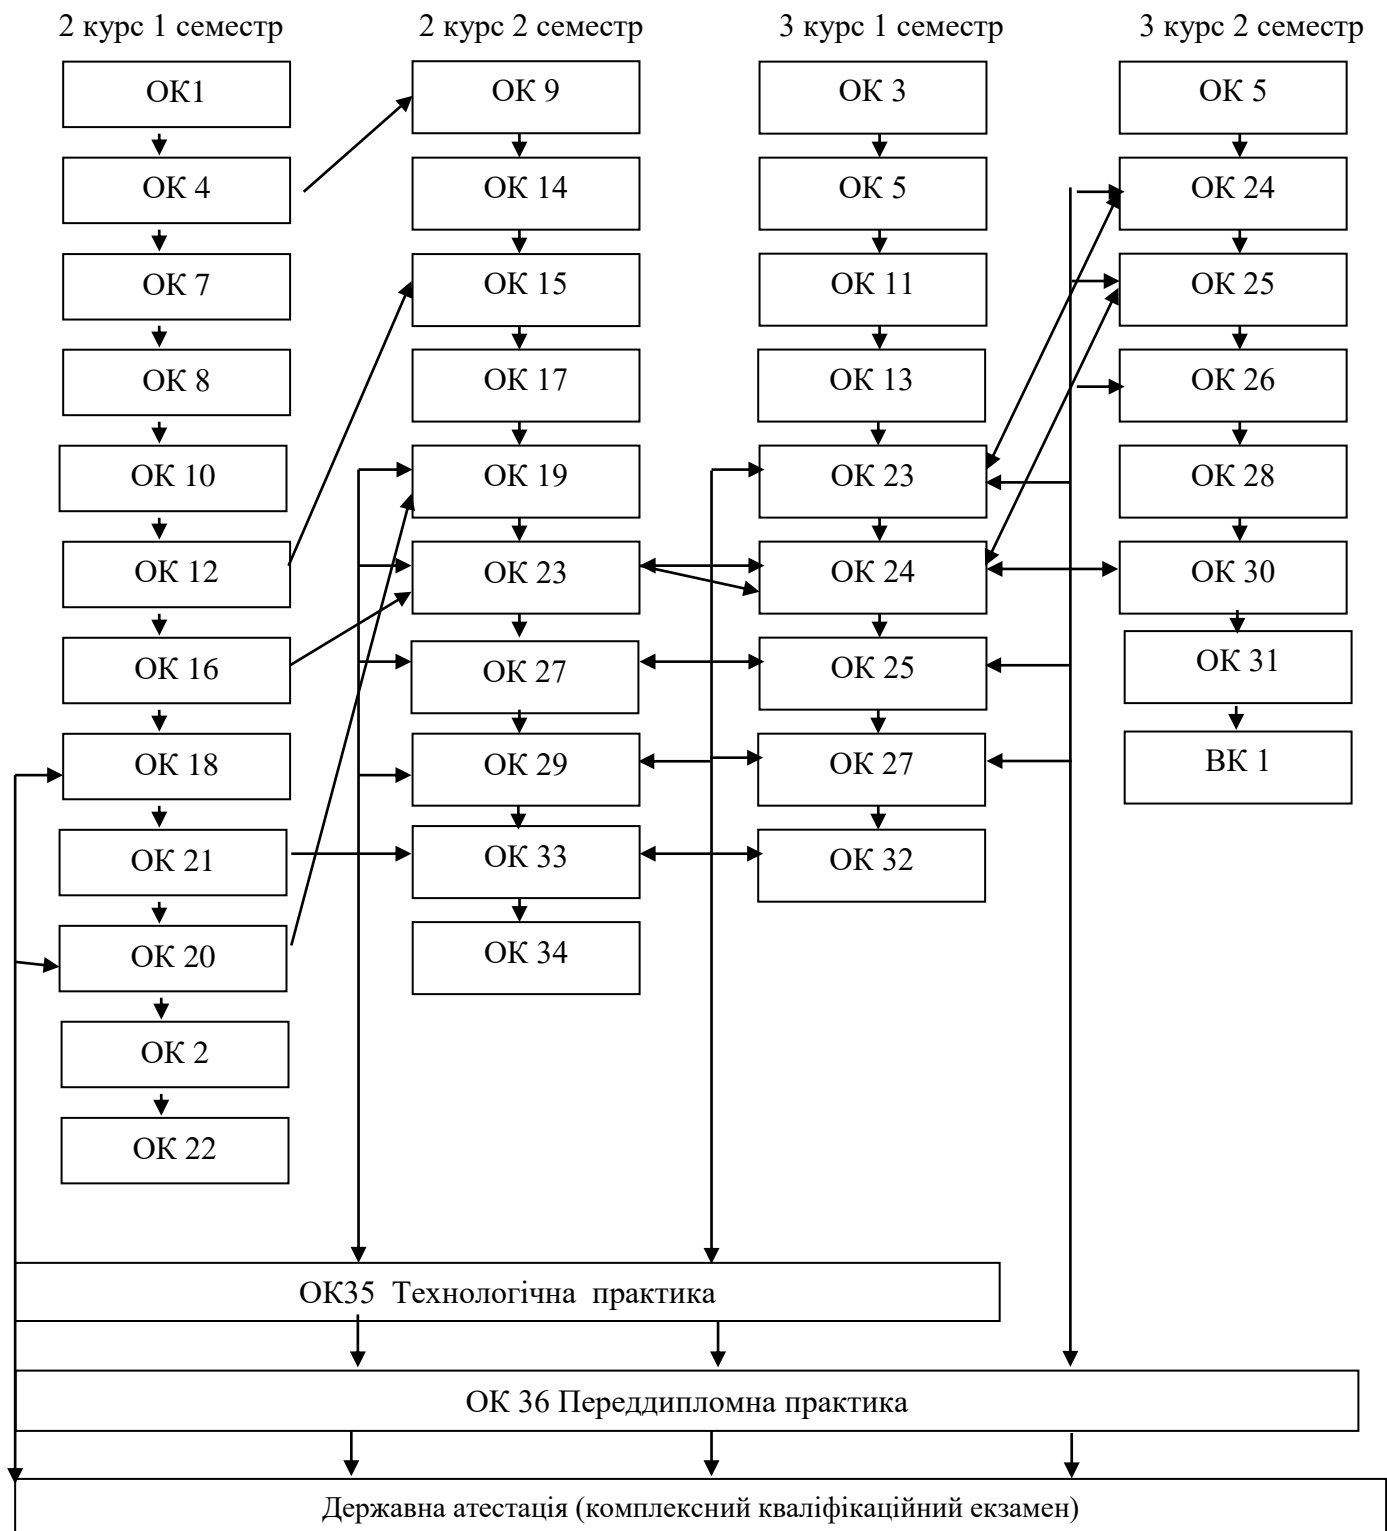 2 курс 1 семестр
2 курс 2 семестр
3 курс 1 семестр
3 курс 2 семестр
ОК1
ОК 4
ОК 7
ОК 8
ОК 10
ОК 12
ОК 16
ОК 18
ОК 21
ОК 20
ОК 2
ОК 22
ОК 9
ОК 14
ОК 15
ОК 17
ОК 19
ОК 23
ОК 27
ОК 29
ОК 33
ОК 34
ОК 3
ОК 5
ОК 11
ОК 13
ОК 23
ОК 24
ОК 25
ОК 27
ОК 32
ОК 5
ОК 24
ОК 25
ОК 26
ОК 28
ОК 30
ОК 31
ВК 1
ОК35 Технологічна практика
ОК 36 Переддипломна практика
Державна атестація (комплексний кваліфікаційний екзамен)